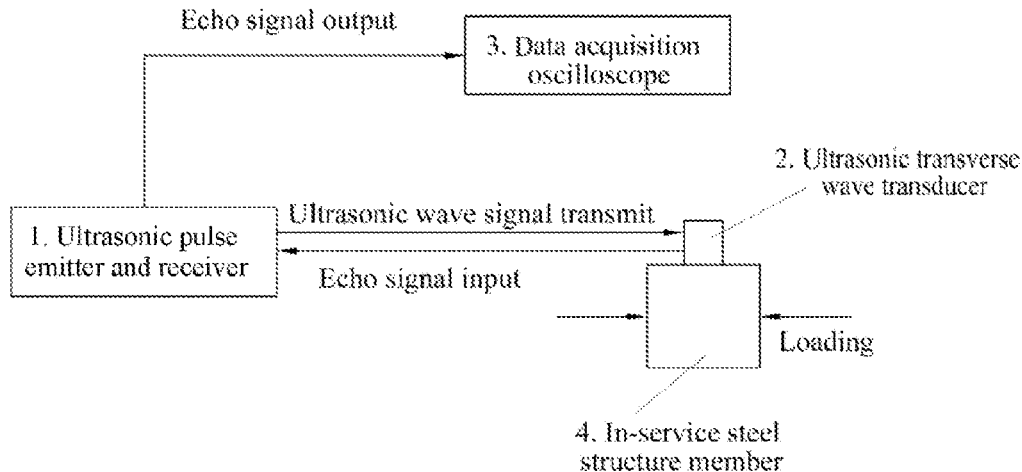 Echo signal output
3. Data acquisition
oscilloscope
2. Ultrasonic transverse
wave transducer
Ultrasonic wave signal transmit
1. Ultrasonic pulse
emitter and receiver
Echo signal input
Loading
4. In-service steel
structure member